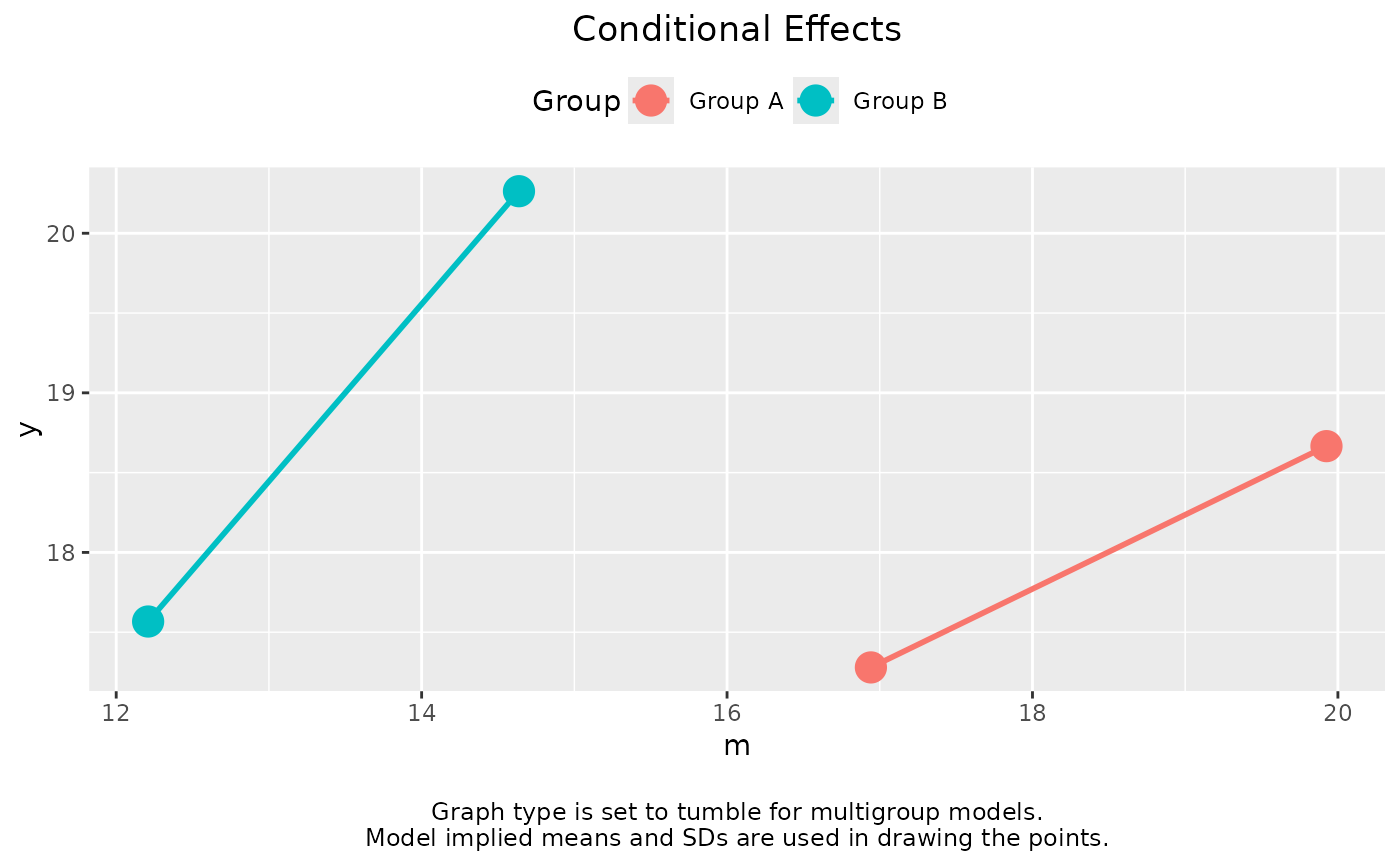 Conditional Effects
Group Group A Group B
20
19
18
y
12 14 16 18 20
m
Graph type is set to tumble for multigroup models.
Model implied means and SDs are used in drawing the points.